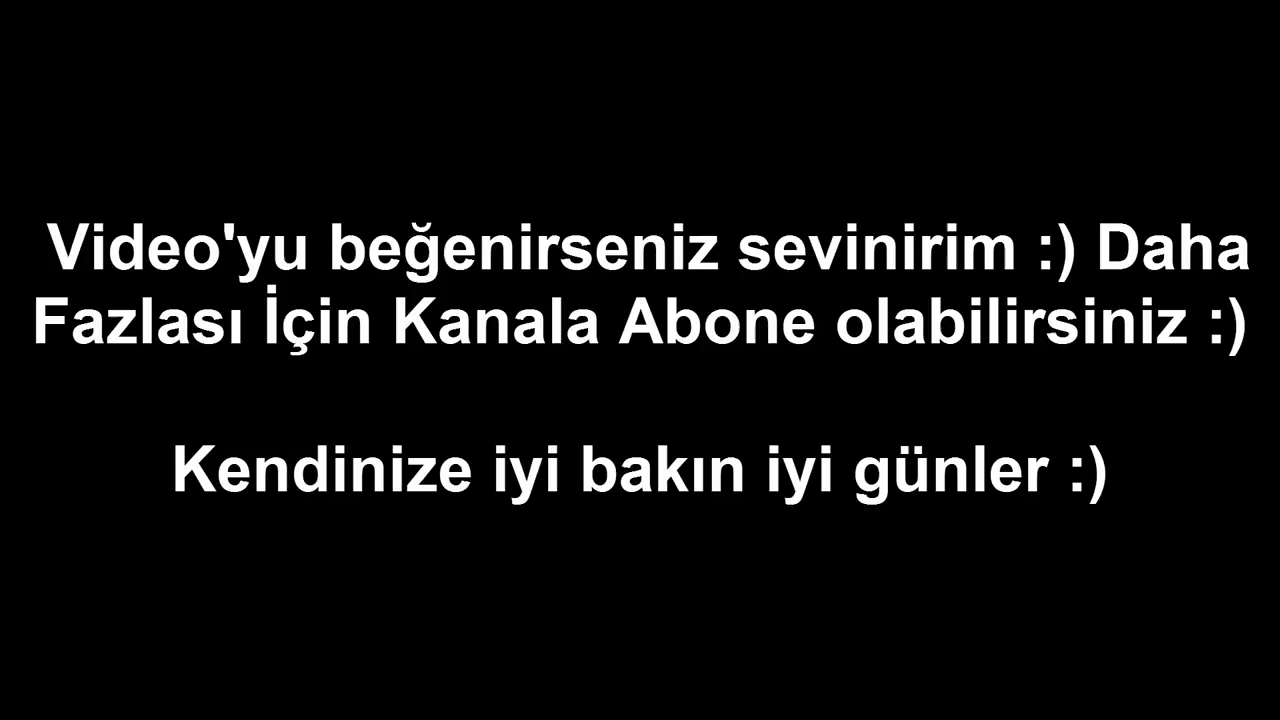 Video'yu beğenirseniz sevinirim :) Daha
Fazlası İçin Kanala Abone olabilirsiniz :)
Kendinize iyi bakın iyi günler :)